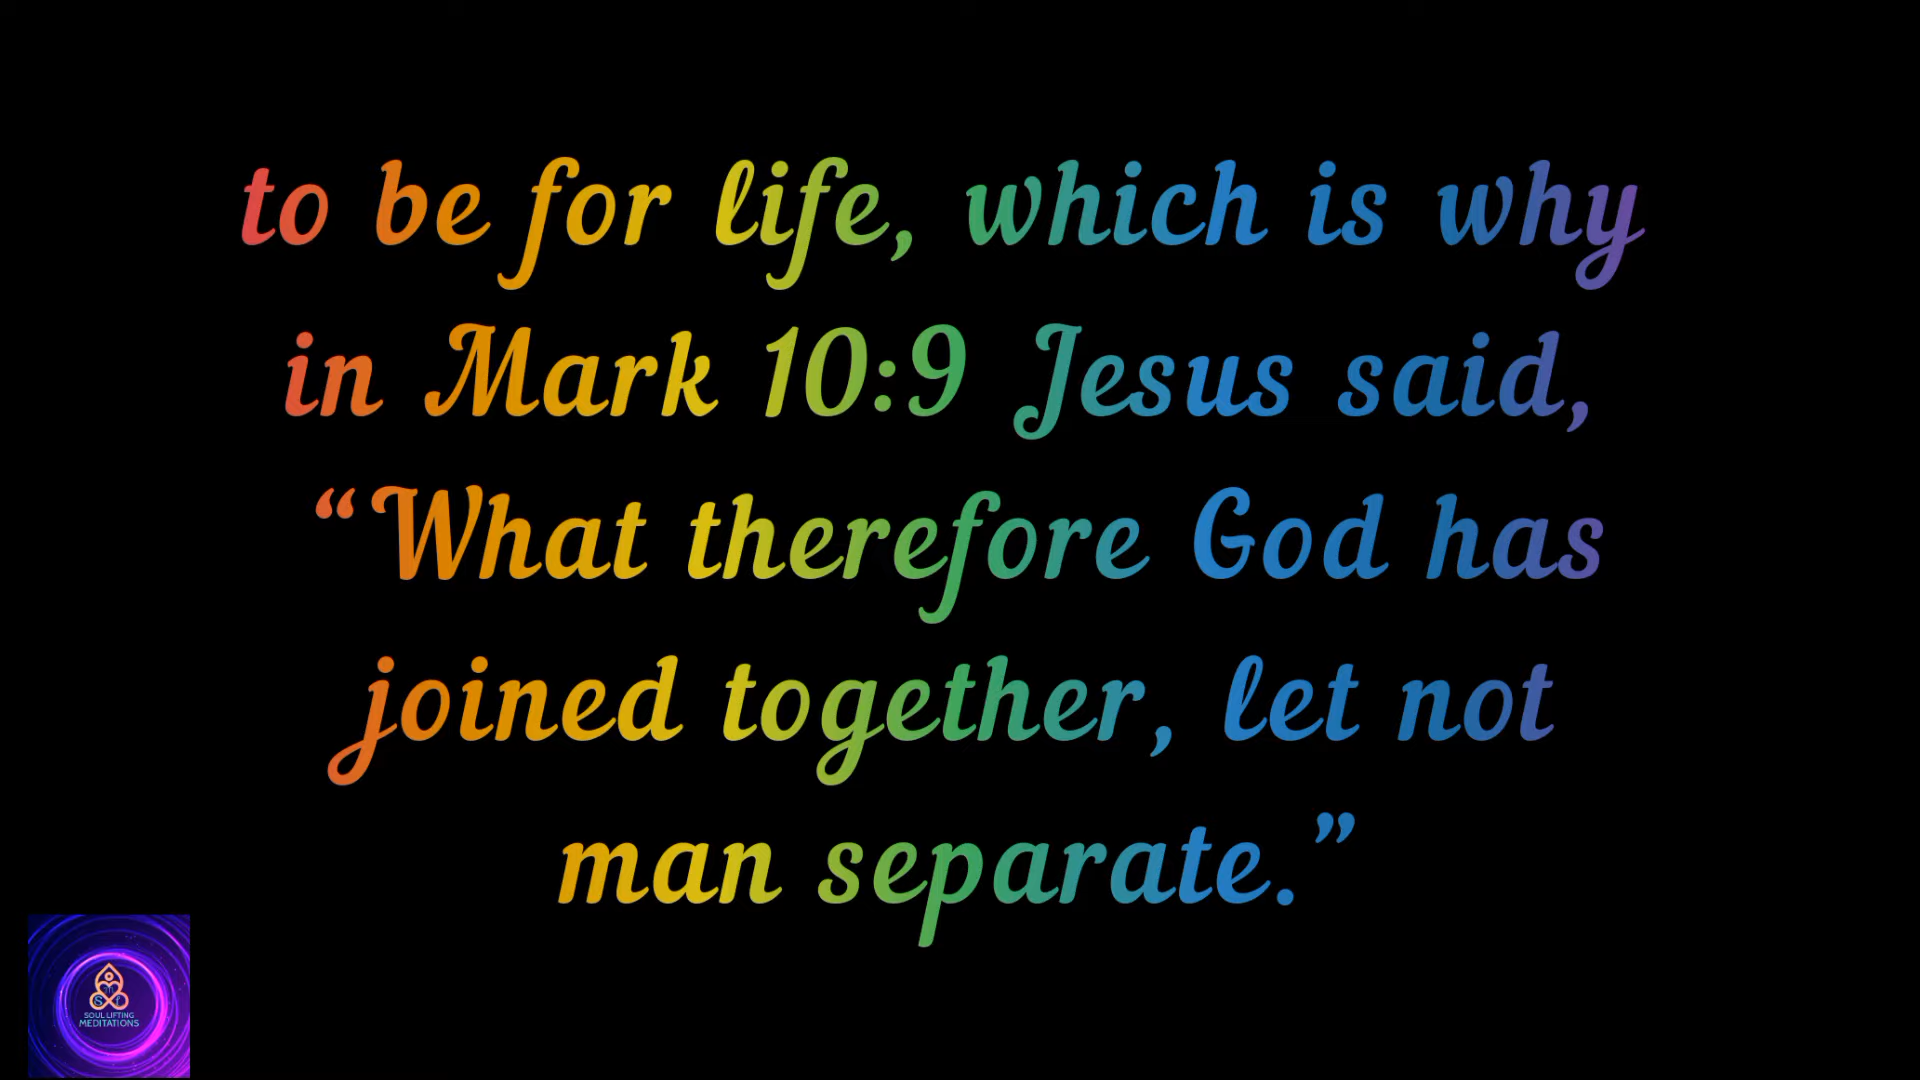 to be for life, which is why
in Mark 10:9 Jesus said,
“What therefore God has
joined together, let not
man separate.”
SOUL LIFTING
MEDITATIONS